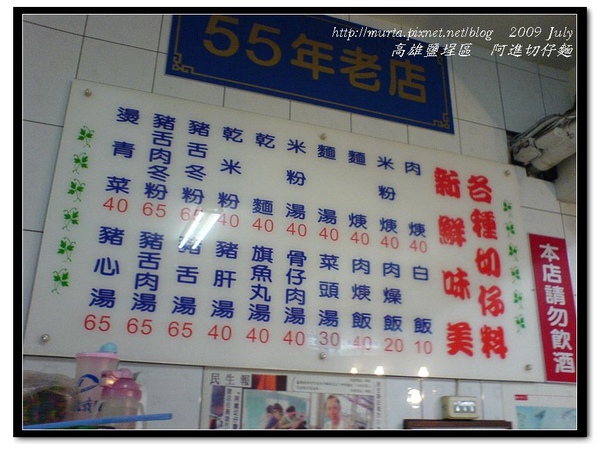 http://murta.pixnet.net/blog 2009 July
高雄鹽埕區 阿進切仔麵
55年老店
各種切仔料
新鮮味美
肉焿 40
米粉焿 40
麵焿 40
麵湯 40
米粉湯 40
乾麵 40
乾米粉 40
豬舌冬粉 65
豬舌肉冬粉 65
燙青菜 40
白飯 10
肉燥飯 20
肉焿飯 40
菜頭湯 30
骨仔肉湯 40
旗魚丸湯 40
豬肝湯 40
豬舌湯 65
豬舌肉湯 65
豬心湯 65
本店請勿飲酒
民生報